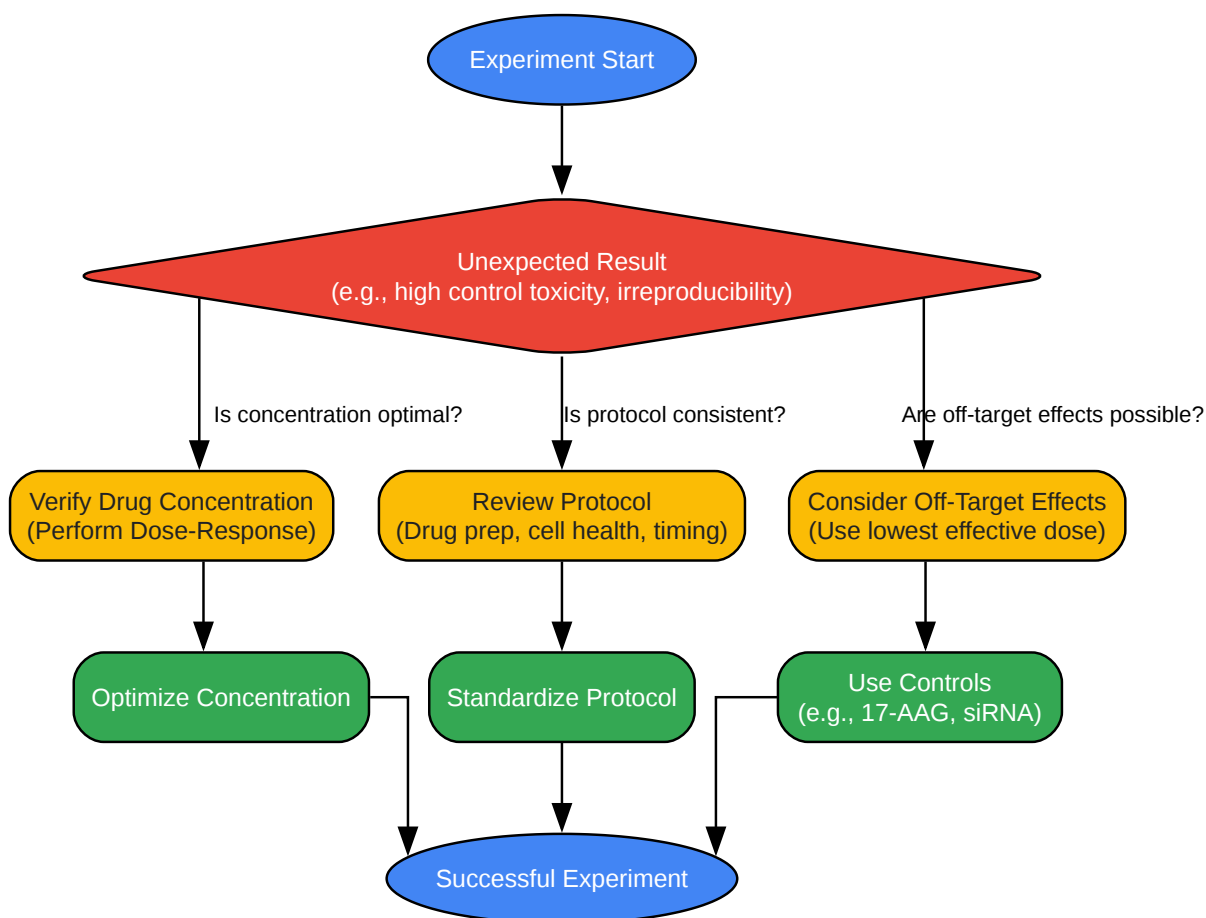 Experiment Start
Unexpected Result
(e.g., high control toxicity, irreproducibility)
Is concentration optimal?
Is protocol consistent?
Are off-target effects possible?
Verify Drug Concentration
(Perform Dose-Response)
Review Protocol
(Drug prep, cell health, timing)
Consider Off-Target Effects
(Use lowest effective dose)
Optimize Concentration
Standardize Protocol
Use Controls
(e.g., 17-AAG, siRNA)
Successful Experiment